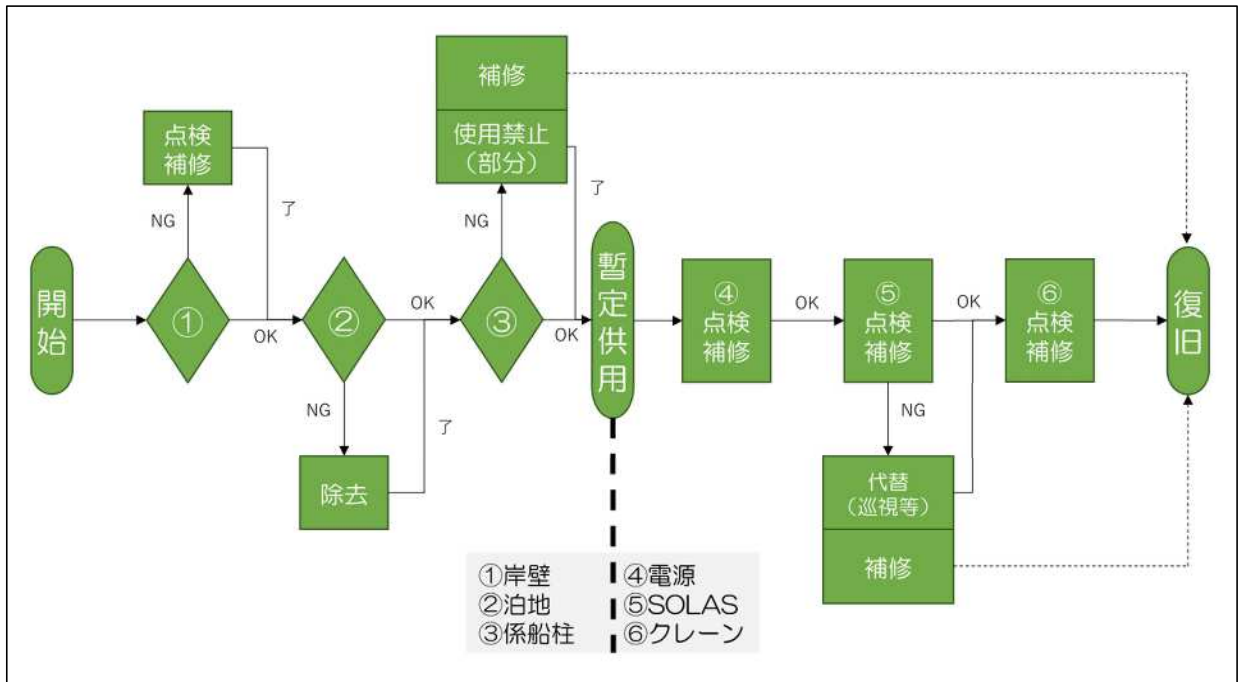 補修
使用禁止
（部分）
点検
補修
了
了
NG
NG
開始
①
OK
②
OK
③
OK
暫定供用
④
点検
補修
OK
⑤
点検
補修
OK
⑥
点検
補修
復旧
NG
了
NG
除去
代替
（巡視等）
補修
①岸壁
②泊地
③係船柱
④電源
⑤SOLAS
⑥クレーン